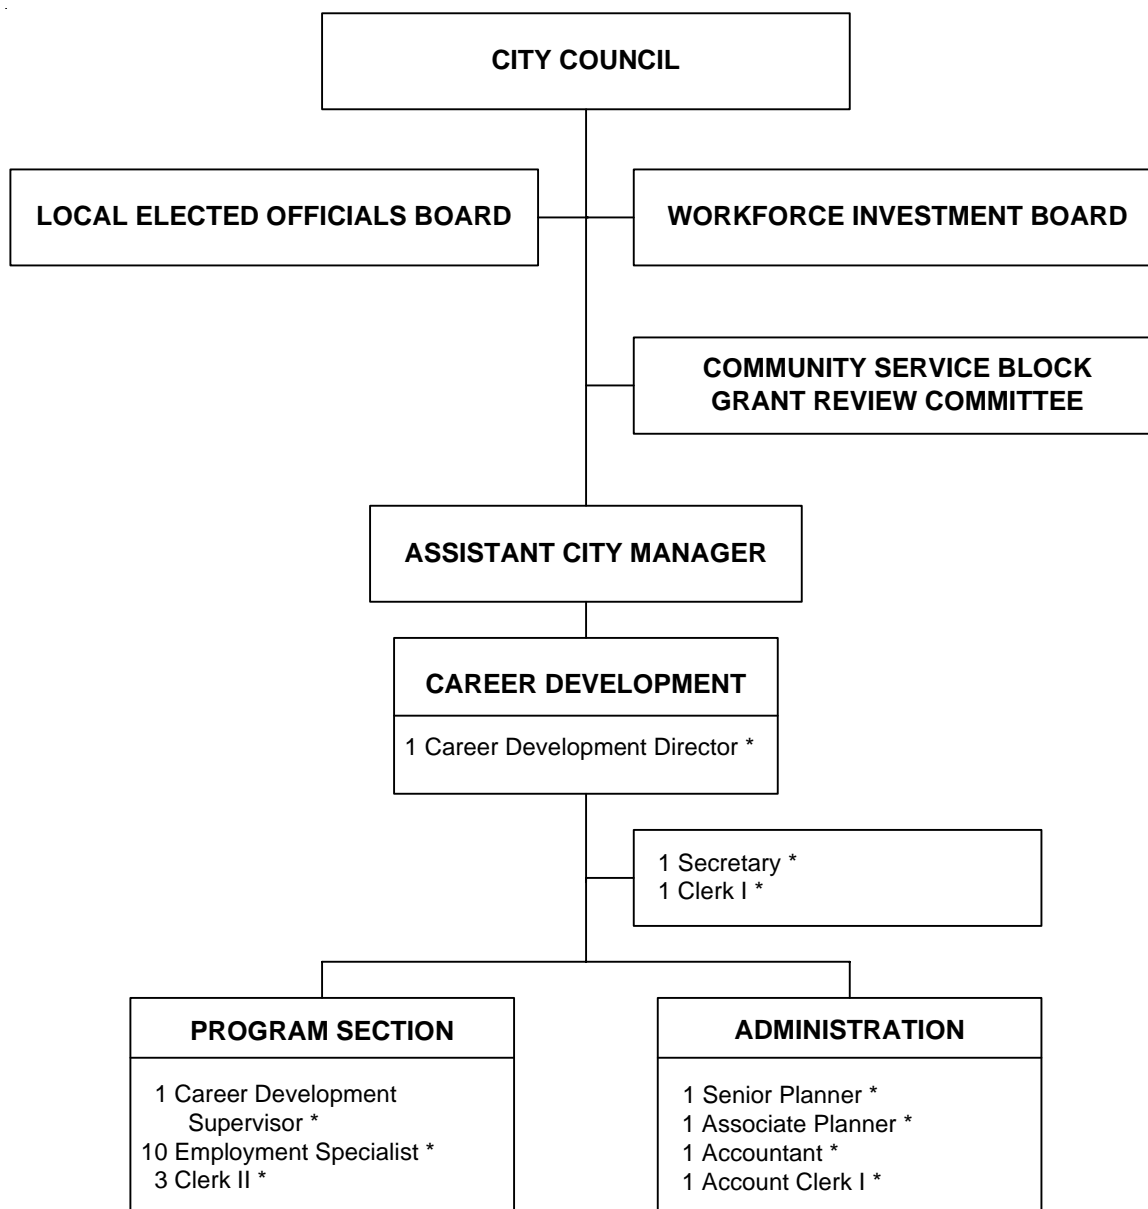 CITY COUNCIL
LOCAL ELECTED OFFICIALS BOARD
WORKFORCE INVESTMENT BOARD
COMMUNITY SERVICE BLOCK
GRANT REVIEW COMMITTEE
ASSISTANT CITY MANAGER
CAREER DEVELOPMENT
1 Career Development Director *
1 Secretary *
1 Clerk I *
PROGRAM SECTION
1 Career Development
Supervisor *
10 Employment Specialist *
3 Clerk II *
ADMINISTRATION
1 Senior Planner *
1 Associate Planner *
1 Accountant *
1 Account Clerk I *